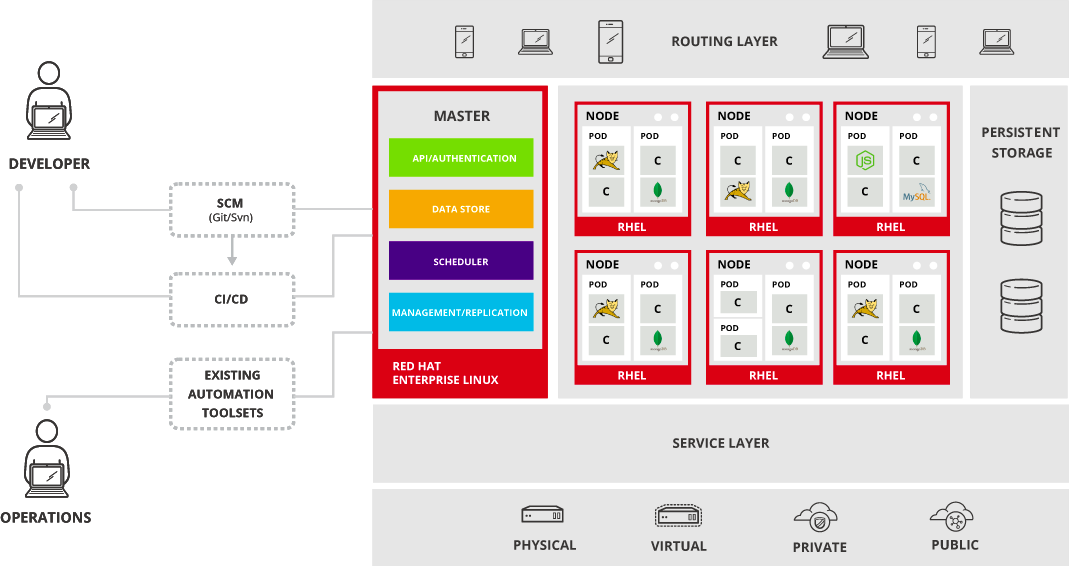 ROUTING LAYER
DEVELOPER
SCM
(Git/Svn)
CI/CD
EXISTING
AUTOMATION
TOOLSETS
OPERATIONS
MASTER
API/AUTHENTICATION
DATA STORE
SCHEDULER
MANAGEMENT/REPLICATION
RED HAT
ENTERPRISE LINUX
NODE
POD
POD
C
C
RHEL
NODE
POD
POD
C
C
RHEL
NODE
POD
POD
JS
C
C
MySQL
RHEL
NODE
POD
POD
C
C
RHEL
NODE
POD
POD
C
C
POD
C
RHEL
NODE
POD
POD
C
C
RHEL
PERSISTENT
STORAGE
SERVICE LAYER
PHYSICAL
VIRTUAL
PRIVATE
PUBLIC